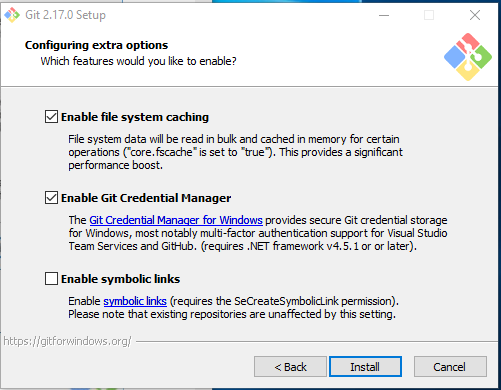 Git 2.17.0 Setup
Configuring extra options
Which features would you like to enable?
Enable file system caching
File system data will be read in bulk and cached in memory for certain
operations ("core.fscache" is set to "true"). This provides a significant
performance boost.
Enable Git Credential Manager
The Git Credential Manager for Windows provides secure Git credential storage
for Windows, most notably multi-factor authentication support for Visual Studio
Team Services and GitHub. (requires .NET framework v4.5.1 or or later).
Enable symbolic links
Enable symbolic links (requires the SeCreateSymbolicLink permission).
Please note that existing repositories are unaffected by this setting.
https://gitforwindows.org/
< Back
Install
Cancel